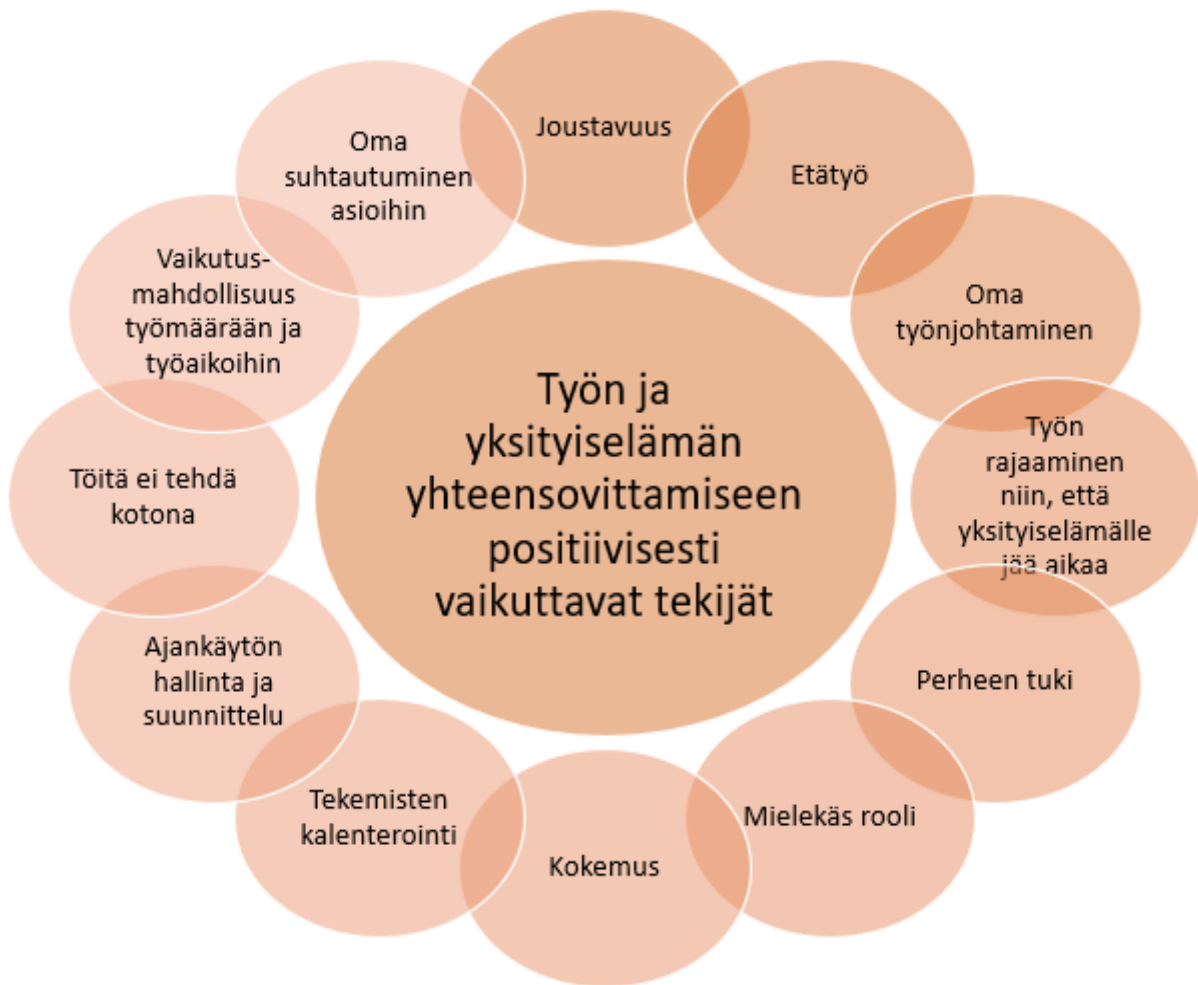 Joustavuus
Etätyö
Oma
työnjohtaminen
Työn
rajaaminen
niin, että
yksityiselämälle
jää aikaa
Perheen tuki
Mielekäs rooli
Kokemus
Tekemisten
kalenterointi
Ajankäytön
hallinta ja
suunnittelu
Töitä ei tehdä
kotona
Vaikutus-
mahdollisuus
työmäärään ja
työaikoihin
Oma
suhtautuminen
asioihin
Työn ja
yksityiselämän
yhteensovittamiseen
positiivisesti
vaikuttavat tekijät